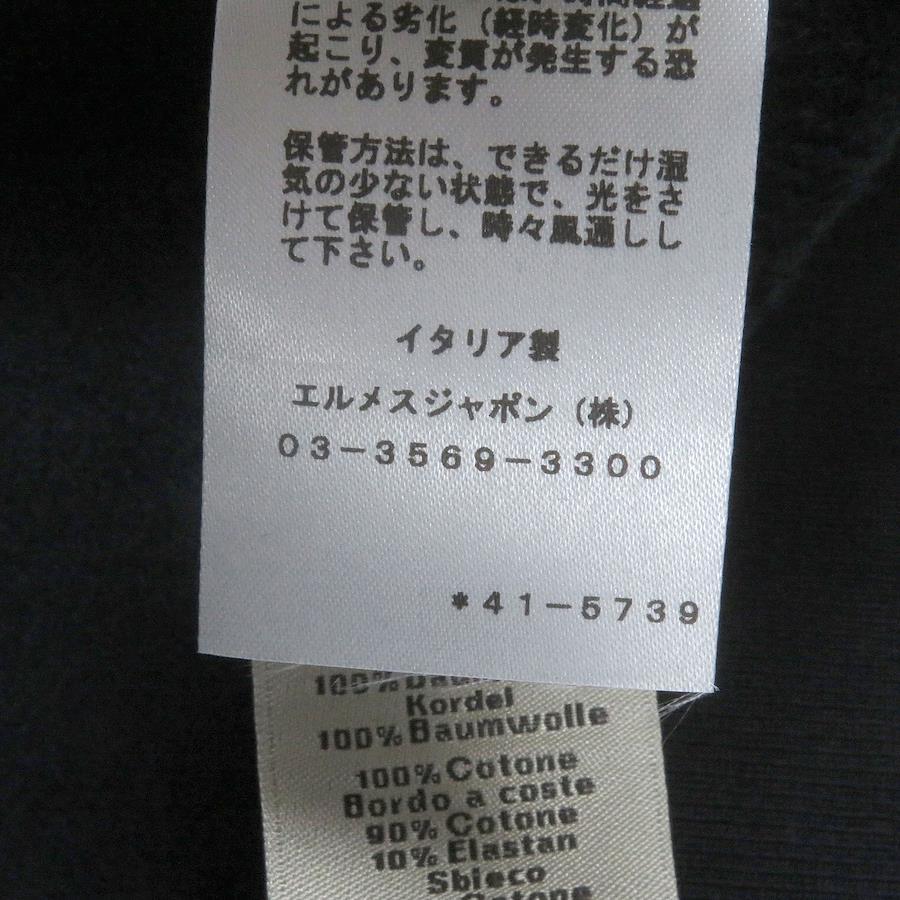 による劣化（経時変化）が
起こり、変質が発生する恐
れがあります。
保管方法は、できるだけ湿
気の少ない状態で、光をさ
けて保管し、時々風通しし
て下さい。
イタリア製
エルメスジャポン（株）
03-3569-3300
*41-5739
100%
Kordel
100% Baumwolle
100% Cotone
Bordo a coste
90% Cotone
10% Elastan
Sbieco
Cotone